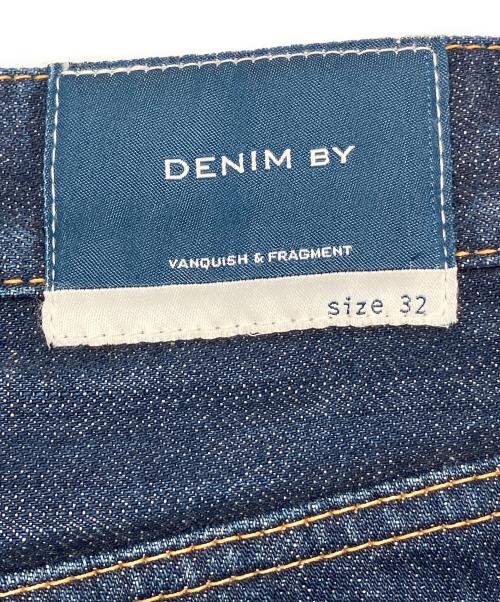 DENIM BY
VANQUISH & FRAGMENT
size 32